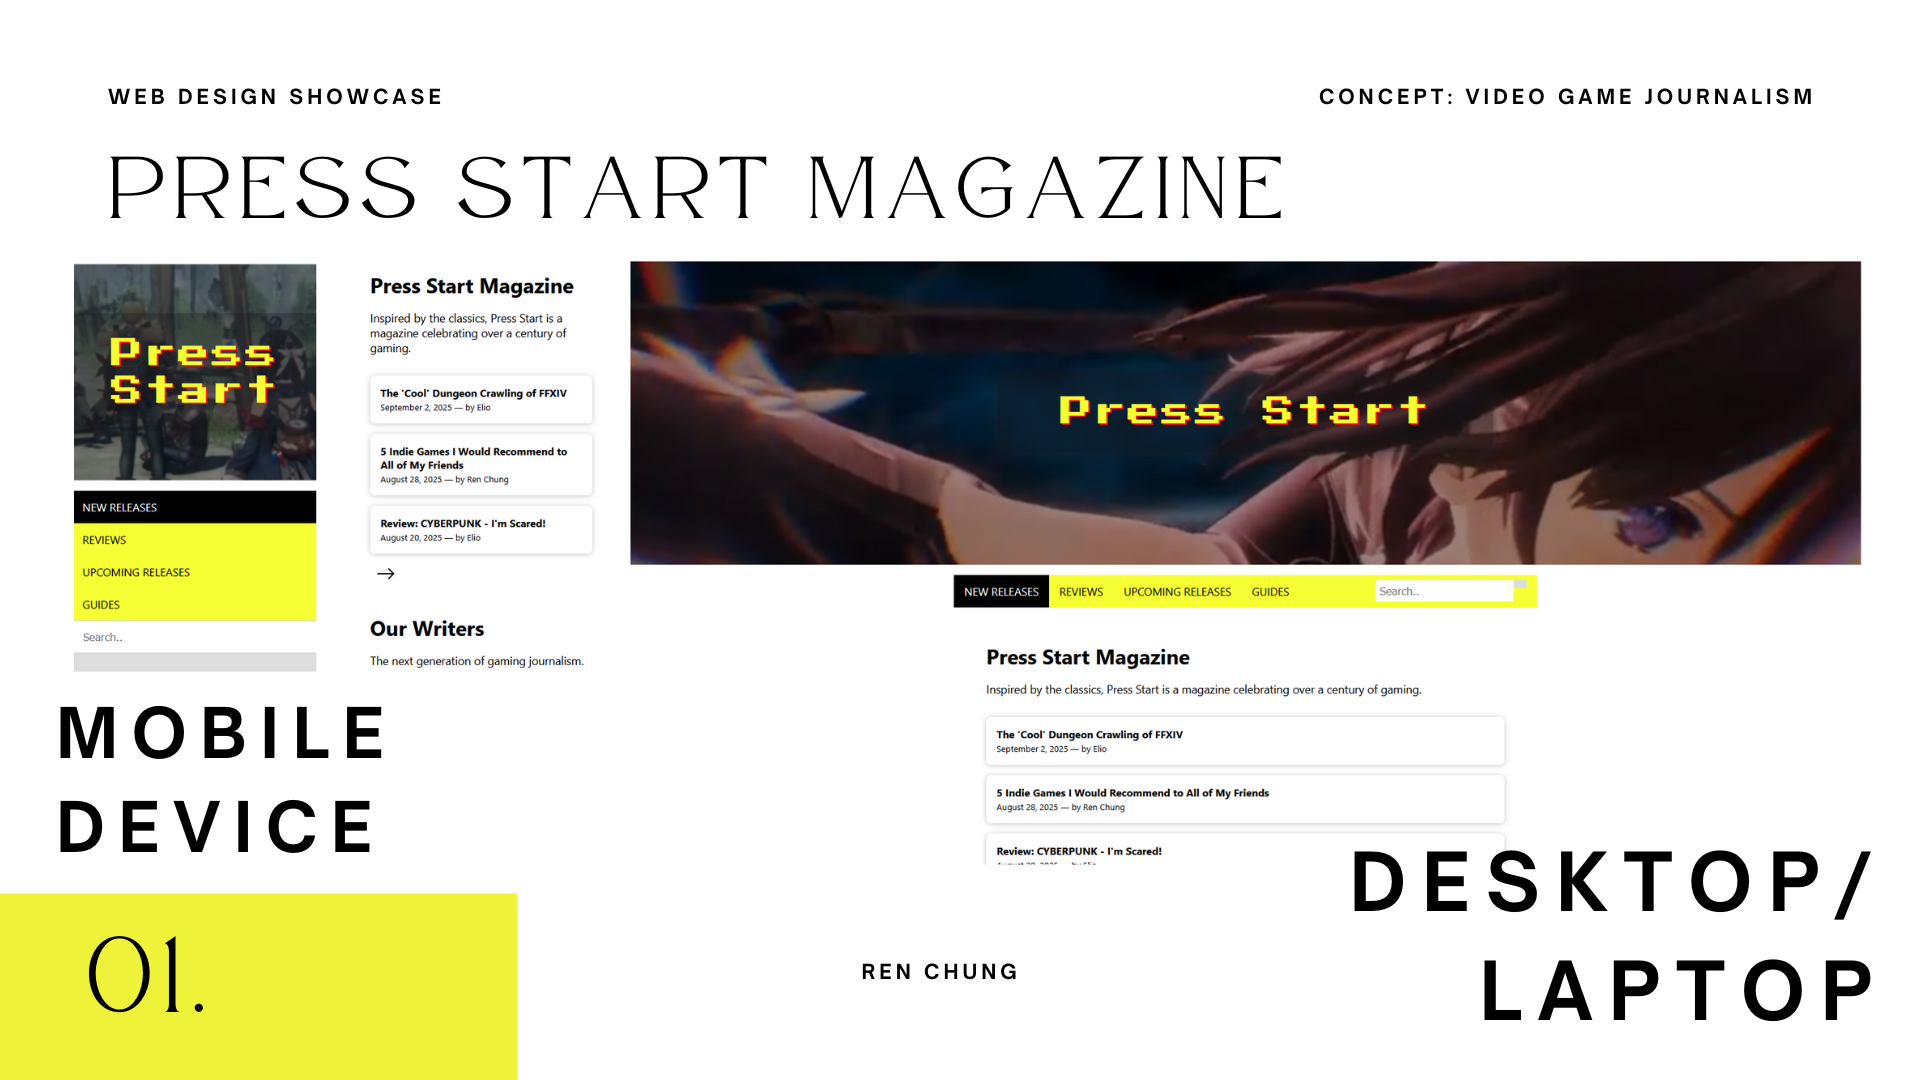 WEB DESIGN SHOWCASE
CONCEPT: VIDEO GAME JOURNALISM
PRESS START MAGAZINE
Press
Start
NEW RELEASES
REVIEWS
UPCOMING RELEASES
GUIDES
Search..
Press Start Magazine
Inspired by the classics, Press Start is a
magazine celebrating over a century of
gaming.
The 'Cool' Dungeon Crawling of FFXIV
September 2, 2025 — by Elio
5 Indie Games I Would Recommend to
All of My Friends
August 28, 2025 — by Ren Chung
Review: CYBERPUNK - I'm Scared!
August 20, 2025 — by Elio
→
Our Writers
The next generation of gaming journalism.
MOBILE
DEVICE
Press Start
NEW RELEASES REVIEWS UPCOMING RELEASES GUIDES Search..
Press Start Magazine
Inspired by the classics, Press Start is a magazine celebrating over a century of gaming.
The 'Cool' Dungeon Crawling of FFXIV
September 2, 2025 — by Elio
5 Indie Games I Would Recommend to All of My Friends
August 28, 2025 — by Ren Chung
Review: CYBERPUNK - I'm Scared!
DESKTOP/
LAPTOP
01.
REN CHUNG